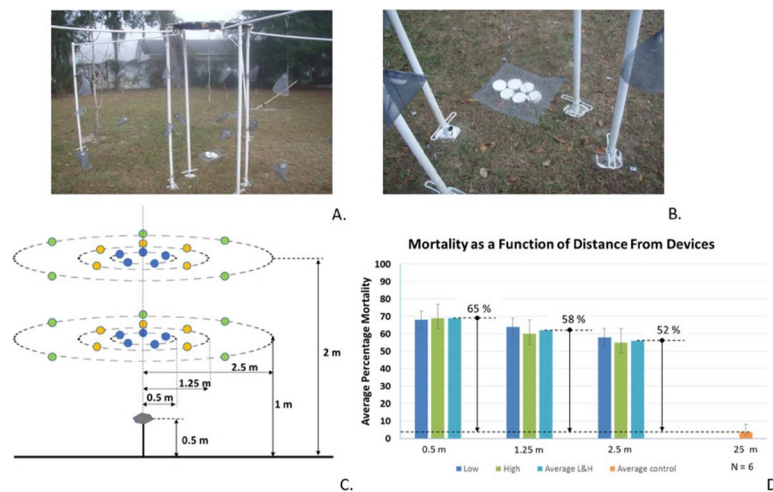 A.
B.
2 m
2.5 m
1.25 m
0.5 m
1 m
0.5 m
C.
Mortality as a Function of Distance From Devices
Average Percentage Mortality
100
90
80
70
60
50
40
30
20
10
0
65 %
58 %
52 %
0.5 m
1.25 m
2.5 m
25 m
N = 6
Low
High
Average L&H
Average control
D